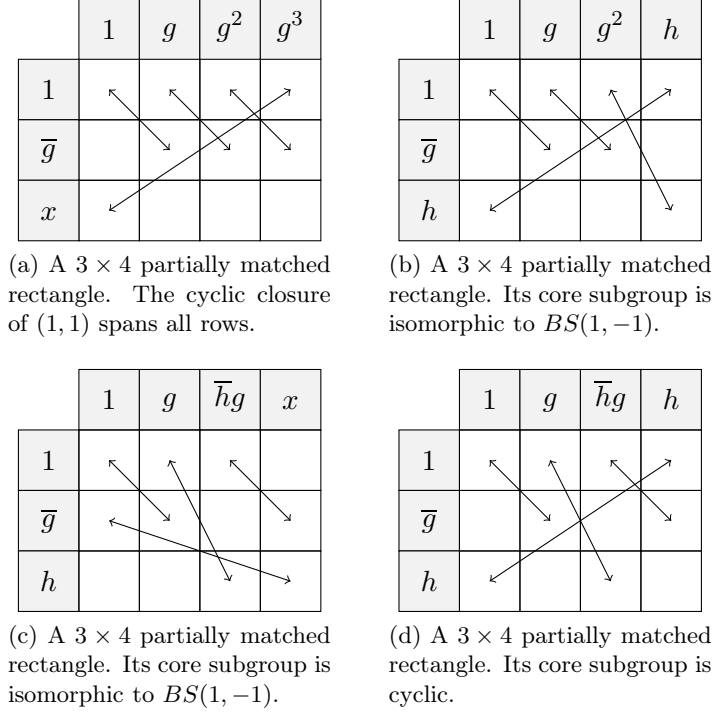 1 g g² g³
1
g̅
x
(a) A 3 × 4 partially matched
rectangle. The cyclic closure
of (1, 1) spans all rows.
1 g g² h
1
g̅
h
(b) A 3 × 4 partially matched
rectangle. Its core subgroup is
isomorphic to BS(1, −1).
1 g h̅g x
1
g̅
h
(c) A 3 × 4 partially matched
rectangle. Its core subgroup is
isomorphic to BS(1, −1).
1 g h̅g h
1
g̅
h
(d) A 3 × 4 partially matched
rectangle. Its core subgroup is
cyclic.